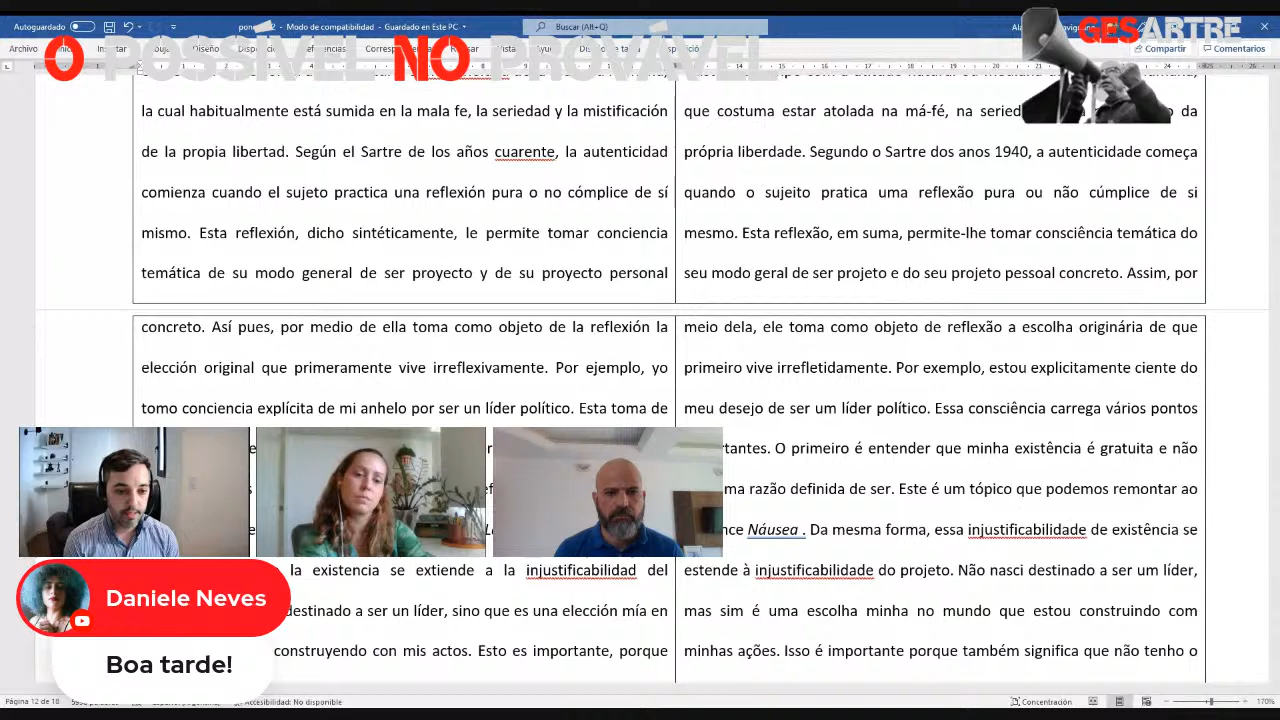 Autoguardado
Modo de compatibilidad - Guardado en Este PC
Buscar (Alt+Q)
Archivo
Inicio
Insertar
Dibujar
Diseño
Vista
O POSSÍVEL NO PROVÁVEL
GESARTRE
Compartir
Comentarios
la cual habitualmente está sumida en la mala fe, la seriedad y la mistificación
de la propia libertad. Según el Sartre de los años cuarente, la autenticidad
comienza cuando el sujeto practica una reflexión pura o no cómplice de sí
mismo. Esta reflexión, dicho sintéticamente, le permite tomar conciencia
temática de su modo general de ser proyecto y de su proyecto personal
concreto. Así pues, por medio de ella toma como objeto de la reflexión la
elección original que primeramente vive irreflexivamente. Por ejemplo, yo
tomo conciencia explícita de mi anhelo por ser un líder político. Esta toma de
la existencia se extiende a la injustificabilidad del
destinado a ser un líder, sino que es una elección mía en
construyendo con mis actos. Esto es importante, porque
que costuma estar atolada na má-fé, na
da
própria liberdade. Segundo o Sartre dos anos 1940, a autenticidade começa
quando o sujeito pratica uma reflexão pura ou não cúmplice de si
mesmo. Esta reflexão, em suma, permite-lhe tomar consciência temática do
seu modo geral de ser projeto e do seu projeto pessoal concreto. Assim, por
meio dela, ele toma como objeto de reflexão a escolha originária de que
primeiro vive irrefletidamente. Por exemplo, estou explicitamente ciente do
meu desejo de ser um líder político. Essa consciência carrega vários pontos
rtantes. O primeiro é entender que minha existência é gratuita e não
ma razão definida de ser. Este é um tópico que podemos remontar ao
nce Náusea . Da mesma forma, essa injustificabilidade de existência se
estende à injustificabilidade do projeto. Não nasci destinado a ser um líder,
mas sim é uma escolha minha no mundo que estou construindo com
minhas ações. Isso é importante porque também significa que não tenho o
Daniele Neves
Boa tarde!
Página 12 de 18
Accesibilidad: No disponible
Concentración
170%